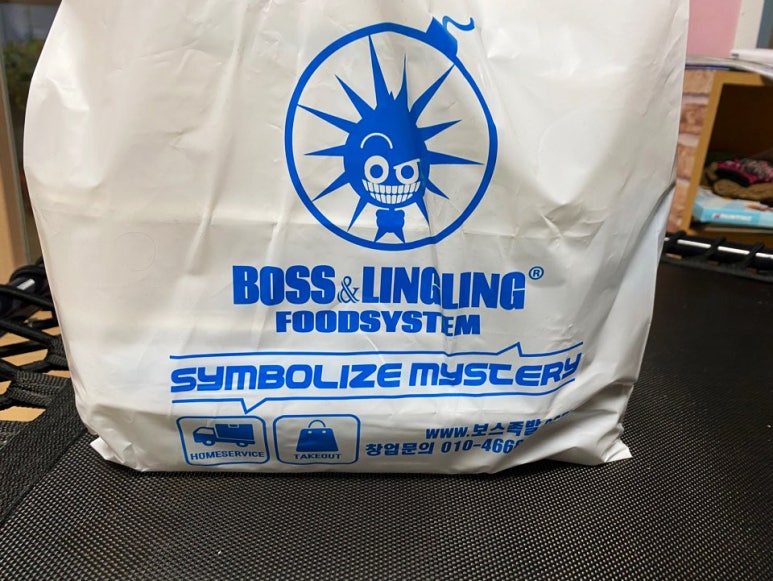 BOSS & LINGLING®
FOODSYSTEM
SYMBOLIZE MYSTERY
HOMESERVICE
TAKEOUT
www.보스족발
창업문의 010-466